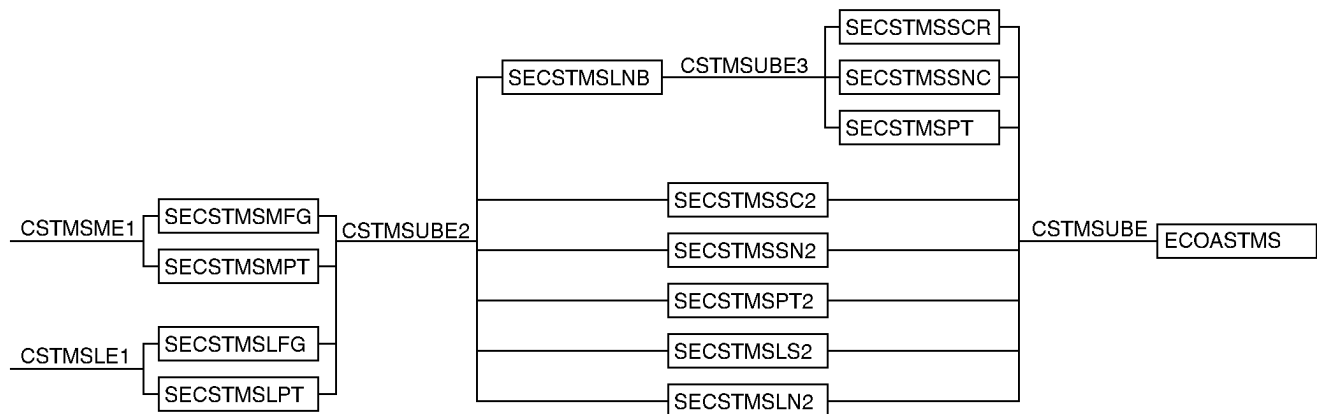 SECSTMSSCR
SECSTMSLNB
CSTMSUBE3
SECSTMSSNC
SECSTMSPT
SECSTMSSC2
SECSTMSMFG
CSTMSME1
CSTMSUBE2
CSTMSUBE
ECOASTMS
SECSTMSSN2
SECSTMSMPT
SECSTMSPT2
SECSTMSLFG
CSTMSLE1
SECSTMSLS2
SECSTMSLPT
SECSTMSLN2